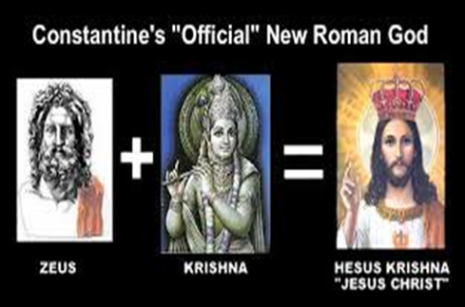 Constantine's "Official" New Roman God
+
=
ZEUS
KRISHNA
HESUS KRISHNA
"JESUS CHRIST"